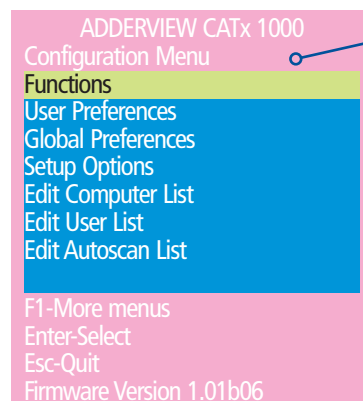 ADDERVIEW CATx 1000
Configuration Menu
Functions
User Preferences
Global Preferences
Setup Options
Edit Computer List
Edit User List
Edit Autoscan List
F1-More menus
Enter-Select
Esc-Quit
Firmware Version 1.01b06